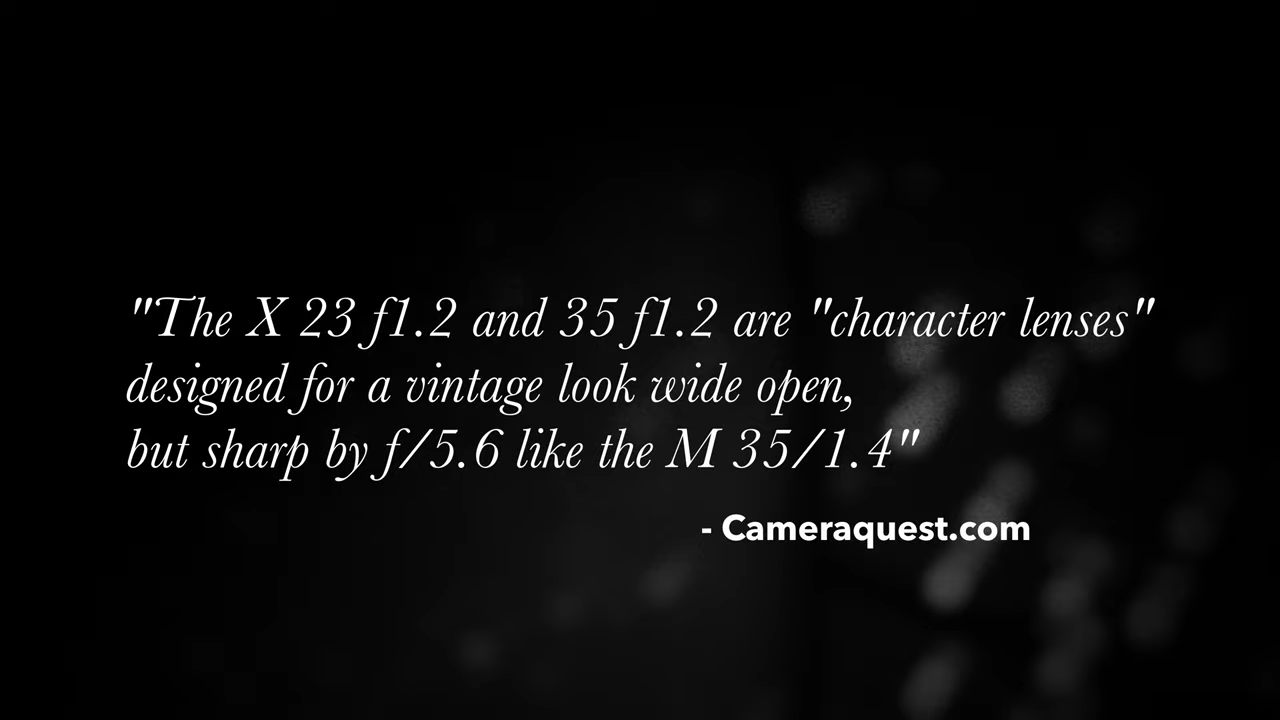 "The X 23 f1.2 and 35 f1.2 are "character lenses"
designed for a vintage look wide open,
but sharp by f/5.6 like the M 35/1.4"
- Cameraquest.com